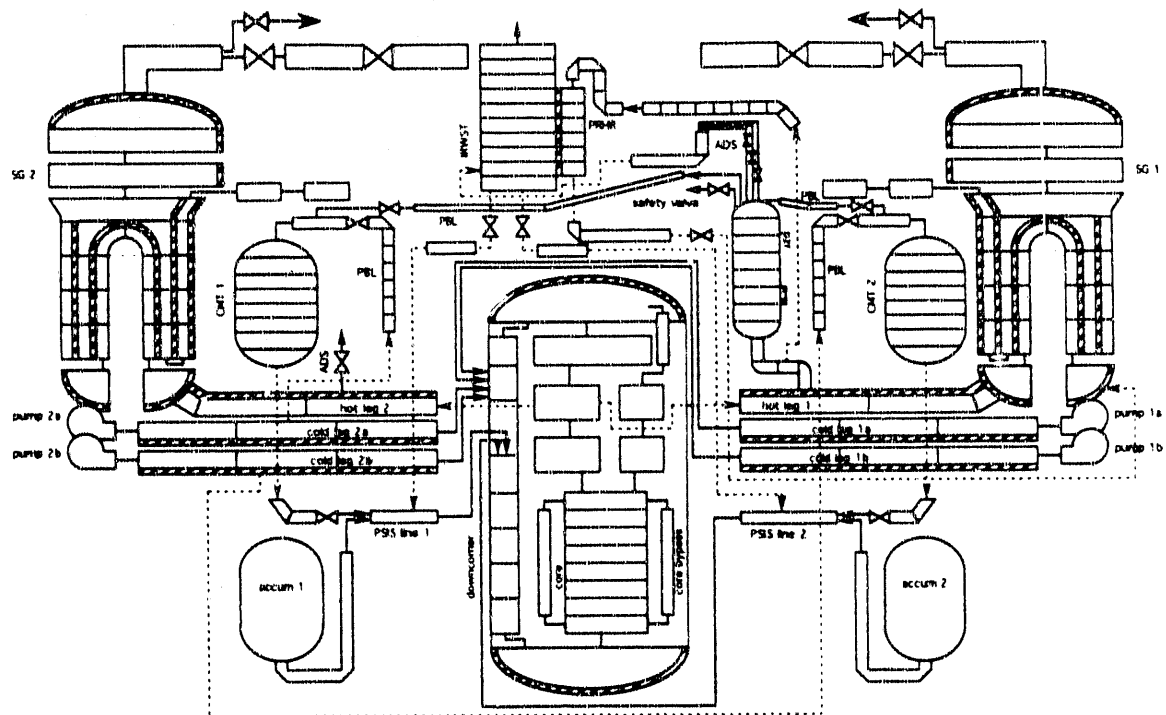 SG 2
IRWST
PRHR
ADS
SG 1
PBL
safety valve
PBL
PBL
CMT 1
PBL
CMT 2
ADS
hot leg 2
hot leg 1
pump 2a
cold leg 2a
cold leg 1a
pump 1a
pump 2b
cold leg 2b
cold leg 1b
pump 1b
PSIS line 1
PSIS line 2
downcomer
core
core bypass
accum 1
accum 2